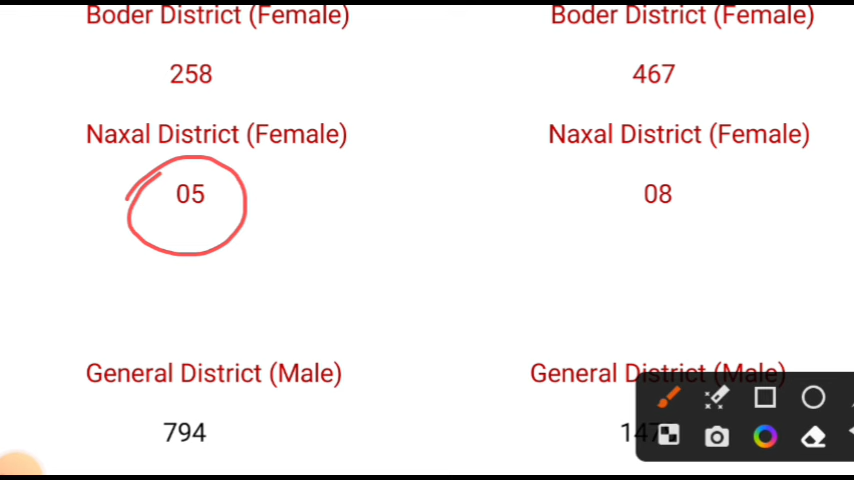 Boder District (Female) Boder District (Female)
258 467
Naxal District (Female) Naxal District (Female)
05 08
General District (Male) General District (Male)
794